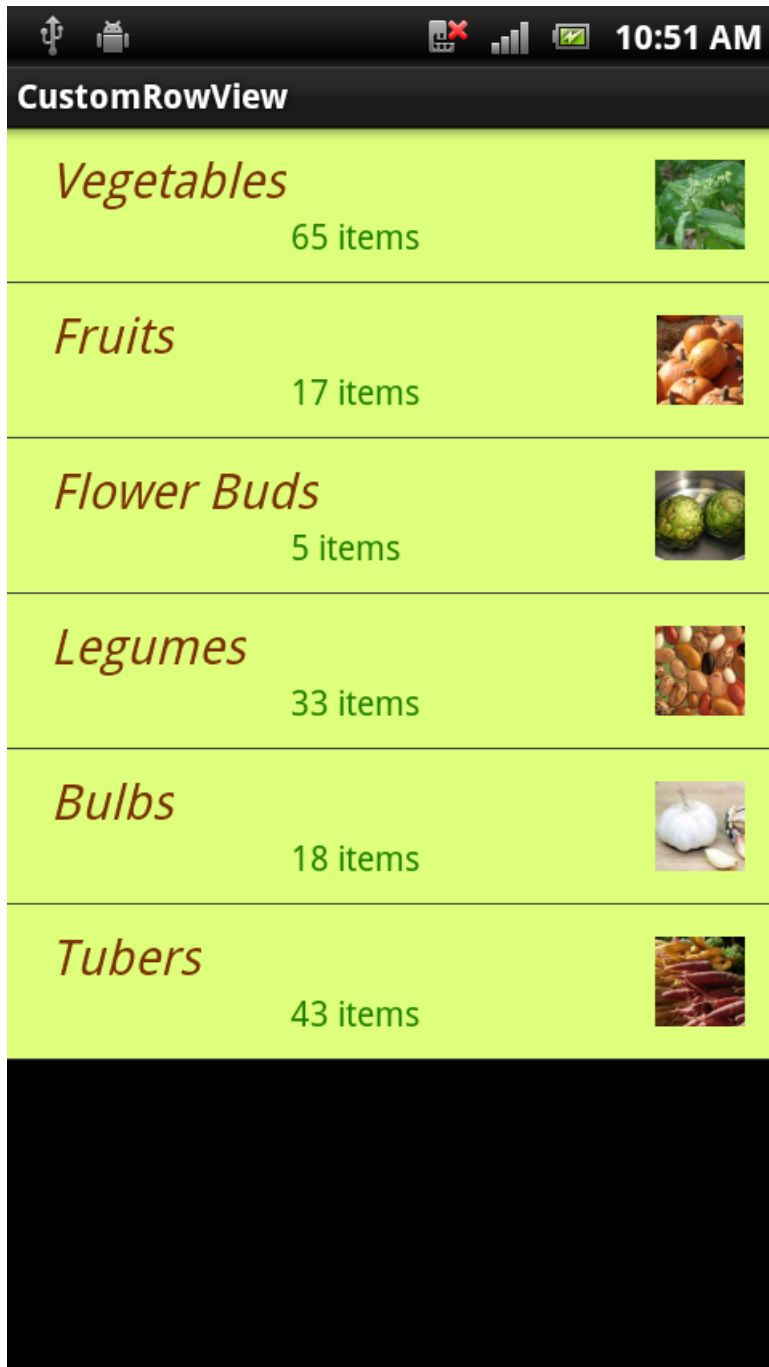 10:51 AM
CustomRowView
Vegetables
65 items
Fruits
17 items
Flower Buds
5 items
Legumes
33 items
Bulbs
18 items
Tubers
43 items